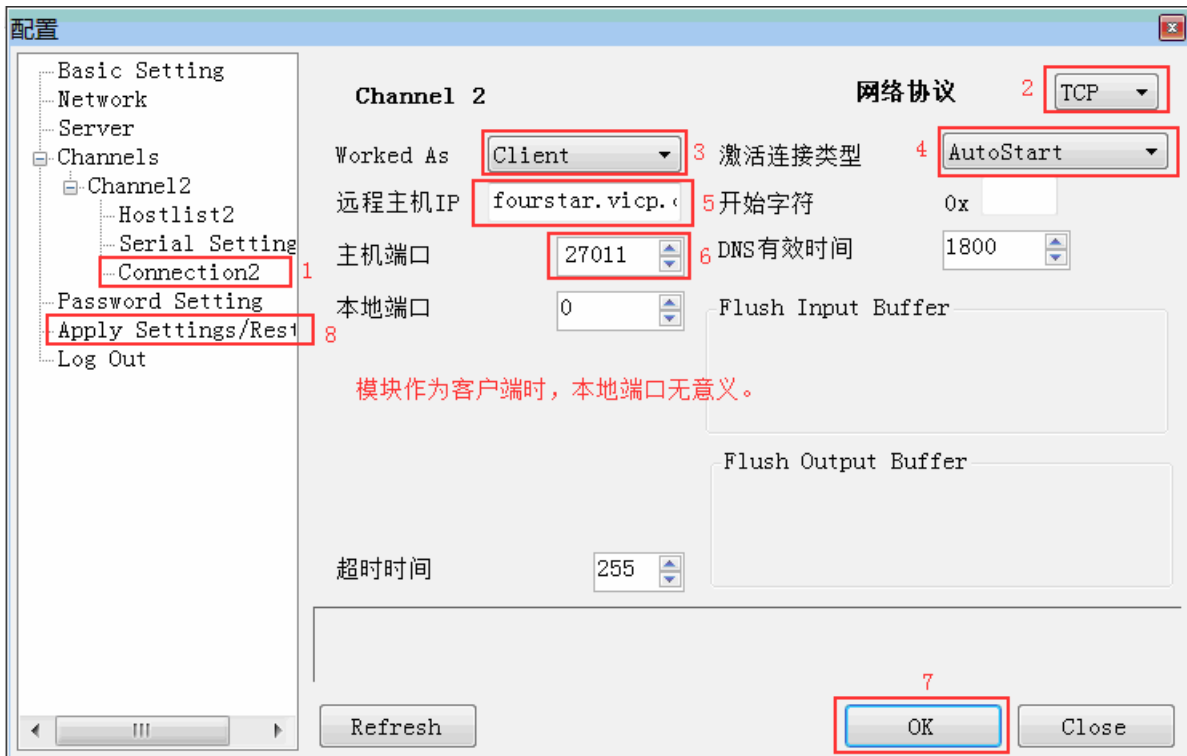 配置
Basic Setting
Network
Server
Channels
Channel2
Hostlist2
Serial Setting
Connection2
1
Password Setting
Apply Settings/Rest
8
Log Out
Channel 2
网络协议
2
TCP
Worked As
Client
3
激活连接类型
4
AutoStart
远程主机IP
fourstar.vicp.
5
开始字符
0x
主机端口
27011
6
DNS有效时间
1800
本地端口
0
Flush Input Buffer
模块作为客户端时，本地端口无意义。
Flush Output Buffer
超时时间
255
7
Refresh
OK
Close